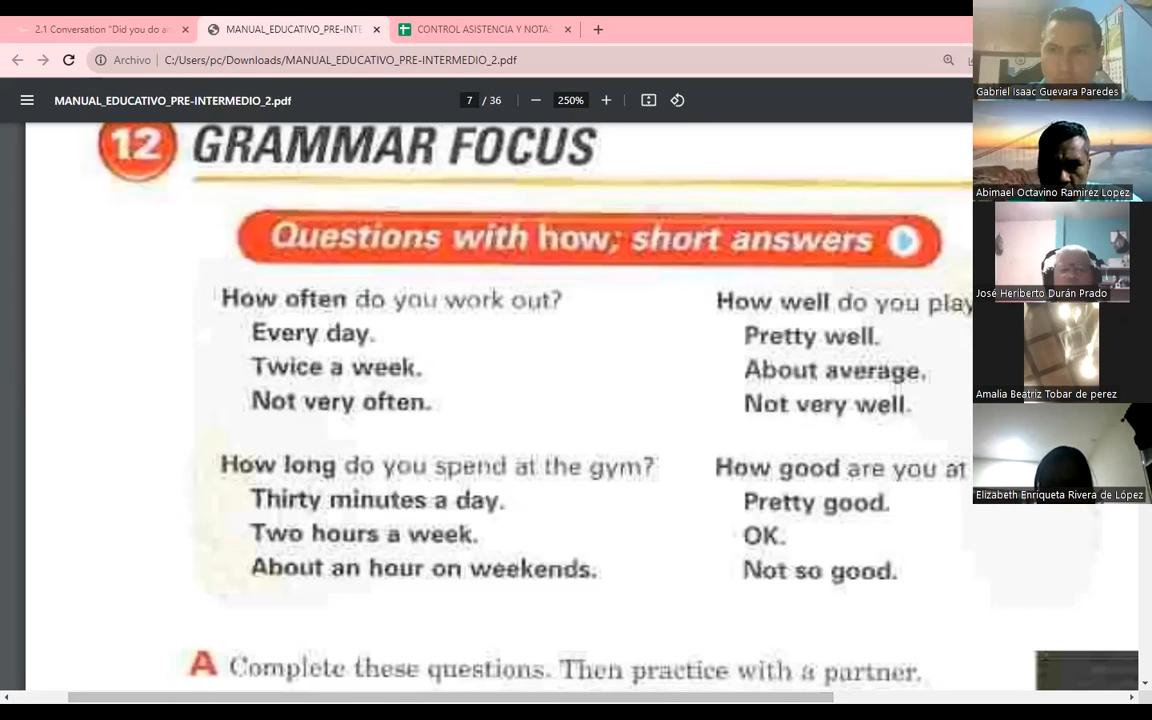 2.1 Conversation "Did you do
MANUAL_EDUCATIVO_PRE-INTE
CONTROL ASISTENCIA Y NOTAS
Archivo
C:/Users/pc/Downloads/MANUAL_EDUCATIVO_PRE-INTERMEDIO_2.pdf
MANUAL_EDUCATIVO_PRE-INTERMEDIO_2.pdf
7 / 36
250%
12 GRAMMAR FOCUS
Questions with how; short answers
How often do you work out?
Every day.
Twice a week.
Not very often.
How well do you play
Pretty well.
About average.
Not very well.
How long do you spend at the gym?
Thirty minutes a day.
Two hours a week.
About an hour on weekends.
How good are you at
Pretty good.
OK.
Not so good.
A Complete these questions. Then practice with a partner.
Gabriel Isaac Guevara Paredes
Abimael Octavino Ramirez Lopez
José Heriberto Durán Prado
Amalia Beatriz Tobar de perez
Elizabeth Enriqueta Rivera de López